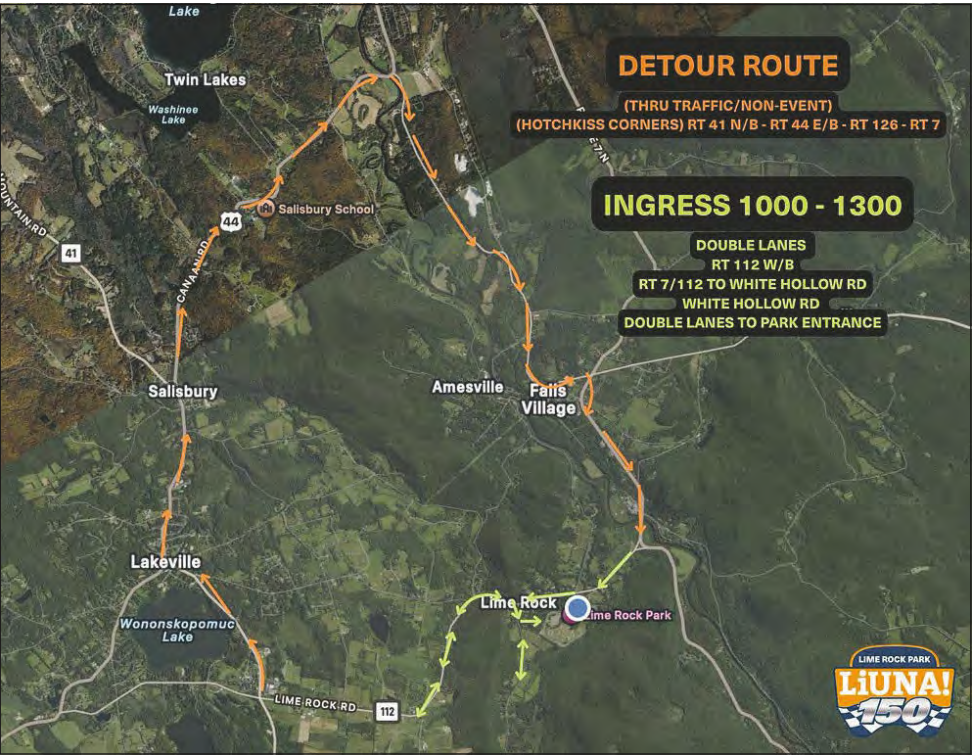 Lake
Twin Lakes
Washinee
Lake
MOUNTAIN RD
41
44
Salisbury School
CANAAN RD
Salisbury
Amesville
Falls
Village
Lakeville
Wononskopomuc
Lake
LIME ROCK RD
112
Lime Rock
Lime Rock Park
DETOUR ROUTE
(THRU TRAFFIC/NON-EVENT)
(HOTCHKISS CORNERS) RT 41 N/B - RT 44 E/B - RT 126 - RT 7
INGRESS 1000 - 1300
DOUBLE LANES
RT 112 W/B
RT 7/112 TO WHITE HOLLOW RD
WHITE HOLLOW RD
DOUBLE LANES TO PARK ENTRANCE
LIME ROCK PARK
LiUNA!
150